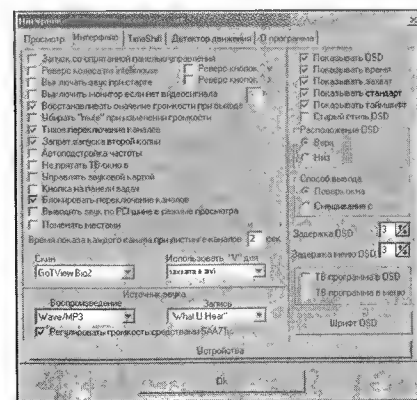 Просмотр Интерфейс TimeShift Детектор движения О программа
Запуск со спрятанной панелью управления
Реверс колеса на intellimouse
Реверс кнопок
Выключать звук при старте
Реверс кнопок
Выключить монитор если нет видеосигнала
Восстанавливать значение громкости при выходе
Убирать "mute" при изменении громкости
Тихое переключение каналов
Запрет запуска второй копии
Автоподстройка частоты
Не прятать ТВ окно в
Управлять звуковой картой
Кнопка на панели задач
Блокировать переключение каналов
Выводить звук по PCI шине в режиме просмотра
Поменять местами
Время показа каждого канала при листинге каналов 2 сек
Скин
GoTView Bio2
Использовать "V" для
захвата в avi
Источник звука
Воспроизведение
Wave/MP3
Запись
"What U Hear"
Регулировать громкость средствами SAA71
Показывать OSD
Показывать время
Показывать захват
Показывать стандарт
Показывать таймшифт
Старый стиль OSD
Расположение OSD
Верх
Низ
Способ вывода
Поверх окна
Смешивание с
Задержка OSD 3
Задержка меню OSD 3
ТВ программа в OSD
ТВ программа в меню
Шрифт OSD
Устройства
Ok